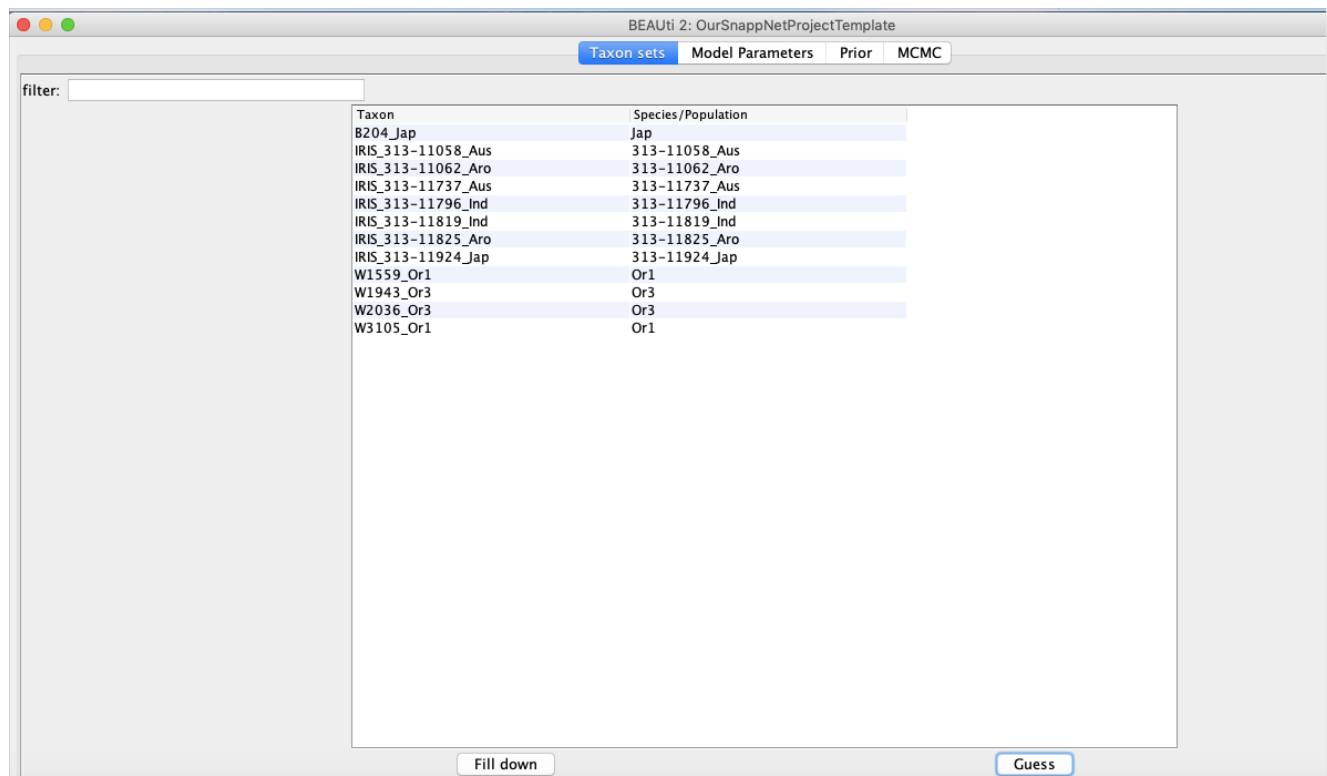 BEAUti 2: OurSnappNetProjectTemplate
Taxon sets Model Parameters Prior MCMC
filter:
Taxon Species/Population
B204_Jap Jap
IRIS_313-11058_Aus 313-11058_Aus
IRIS_313-11062_Aro 313-11062_Aro
IRIS_313-11737_Aus 313-11737_Aus
IRIS_313-11796_Ind 313-11796_Ind
IRIS_313-11819_Ind 313-11819_Ind
IRIS_313-11825_Aro 313-11825_Aro
IRIS_313-11924_Jap 313-11924_Jap
W1559_Or1 Or1
W1943_Or3 Or3
W2036_Or3 Or3
W3105_Or1 Or1
Fill down Guess